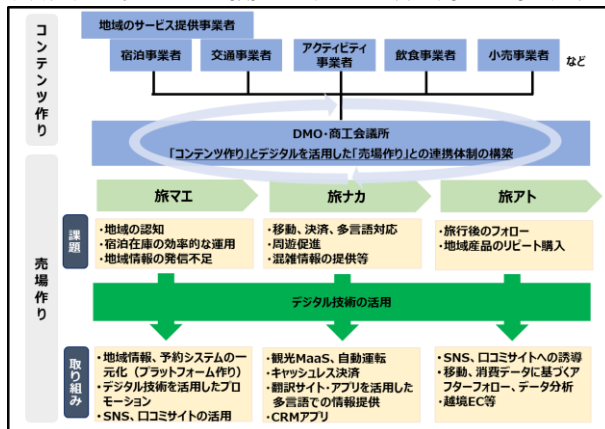 コンテンツ作り
地域のサービス提供事業者
宿泊事業者
交通事業者
アクティビティ
事業者
飲食事業者
小売事業者
など
DMO・商工会議所
「コンテンツ作り」とデジタルを活用した「売場作り」との連携体制の構築
売場作り
旅マエ
旅ナカ
旅アト
課題
・地域の認知
・宿泊在庫の効率的な運用
・地域情報の発信不足
・移動、決済、多言語対応
・周遊促進
・混雑情報の提供等
・旅行後のフォロー
・地域産品のリピート購入
デジタル技術の活用
取り組み
・地域情報、予約システムの一
元化（プラットフォーム作り）
・デジタル技術を活用したプロ
モーション
・SNS、口コミサイトの活用
・観光MaaS、自動運転
・キャッシュレス決済
・翻訳サイト・アプリを活用した
多言語での情報提供
・CRMアプリ
・SNS、口コミサイトへの誘導
・移動、消費データに基づくア
フターフォロー、データ分析
・越境EC等